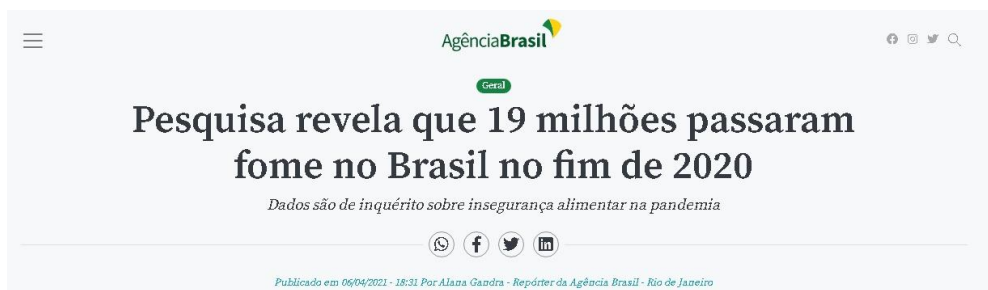 AgênciaBrasil
Geral
Pesquisa revela que 19 milhões passaram
fome no Brasil no fim de 2020
Dados são de inquérito sobre insegurança alimentar na pandemia
Publicado em 06/04/2021 - 18:31 Por Alana Gandra - Repórter da Agência Brasil - Rio de Janeiro